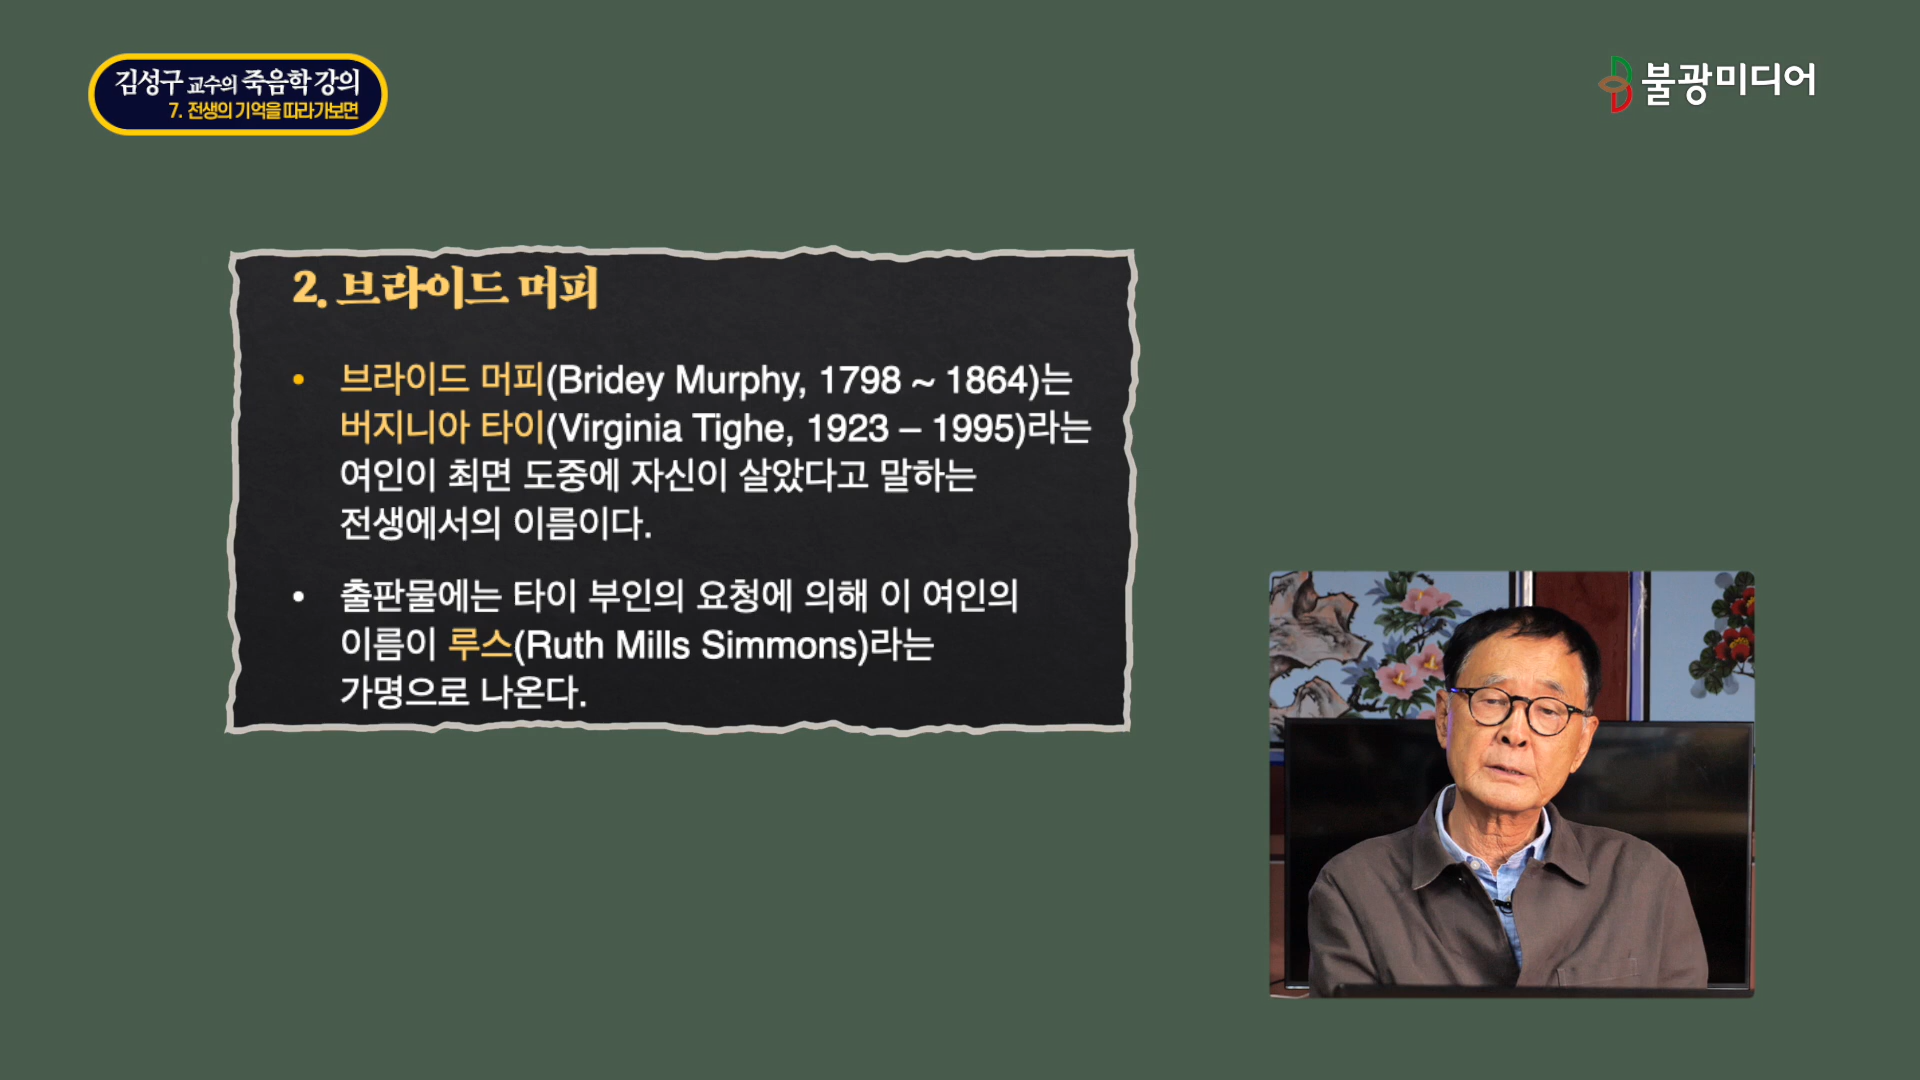 김성구 교수의 죽음학 강의
7. 전생의 기억을 따라가보면
불광미디어
2. 브라이드 머피
• 브라이드 머피(Bridey Murphy, 1798 ~ 1864)는
버지니아 타이(Virginia Tighe, 1923 – 1995)라는
여인이 최면 도중에 자신이 살았다고 말하는
전생에서의 이름이다.
• 출판물에는 타이 부인의 요청에 의해 이 여인의
이름이 루스(Ruth Mills Simmons)라는
가명으로 나온다.